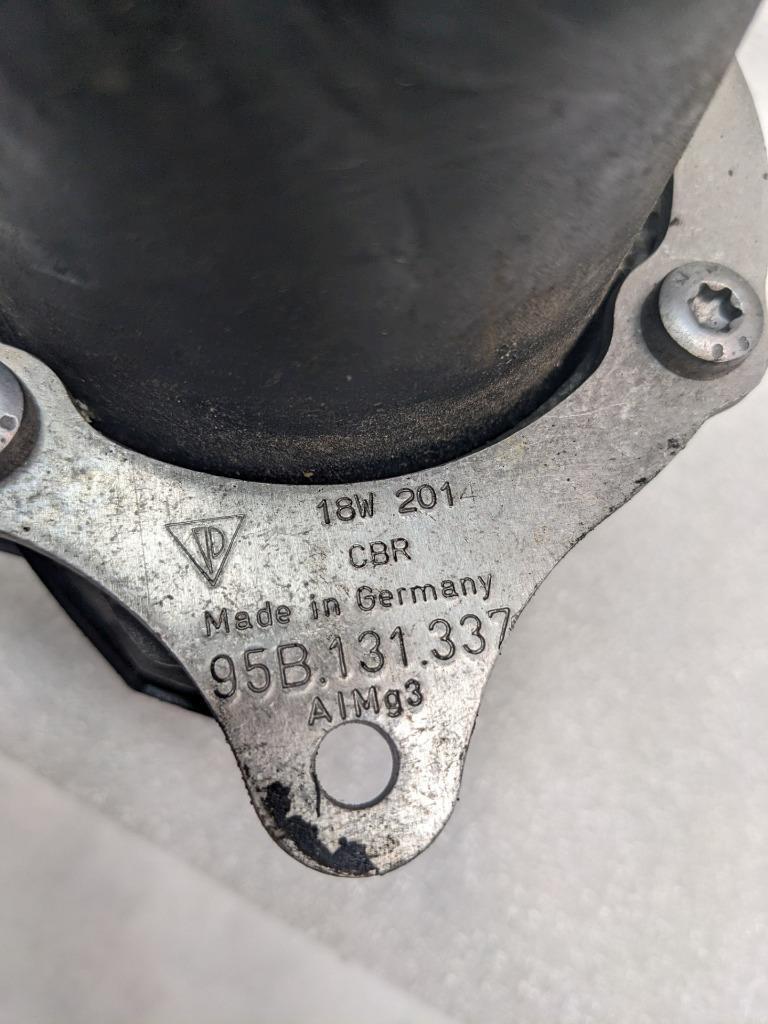 18W 2014
CBR
Made in Germany
95B.131.337
AlMg3